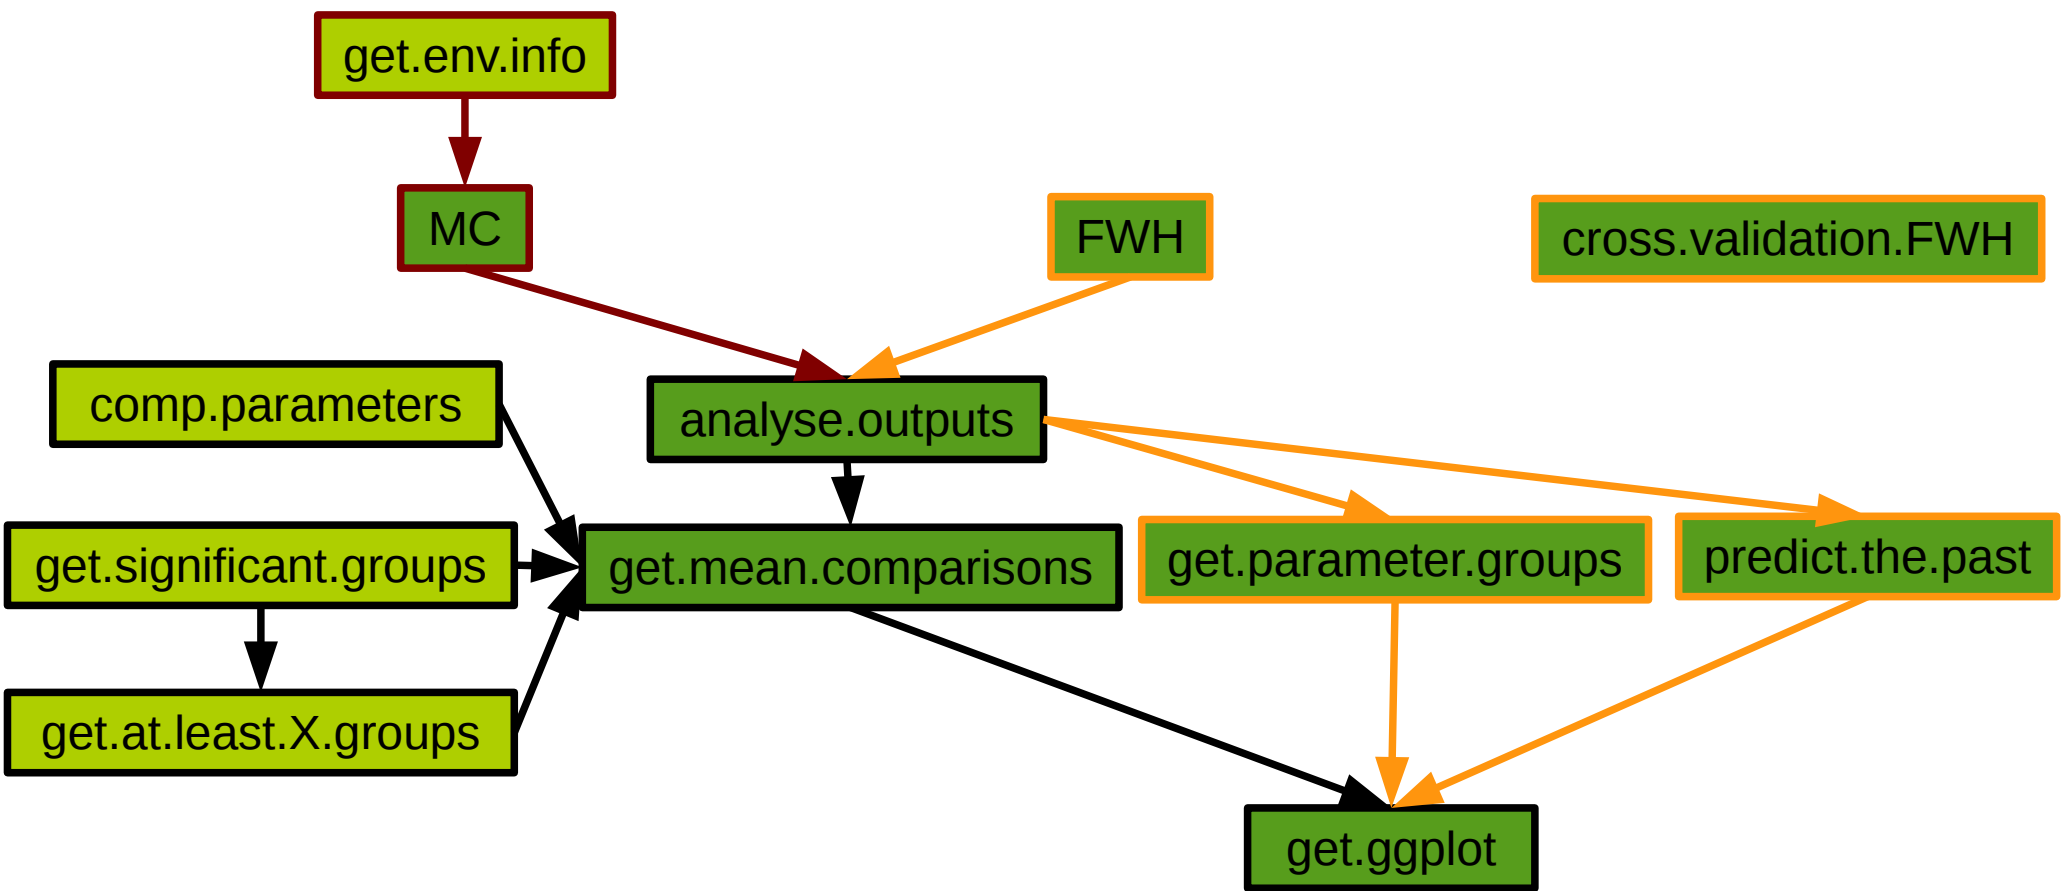 get.env.info
MC
FWH
cross.validation.FWH
comp.parameters
analyse.outputs
get.significant.groups
get.mean.comparisons
get.parameter.groups
predict.the.past
get.at.least.X.groups
get.ggplot